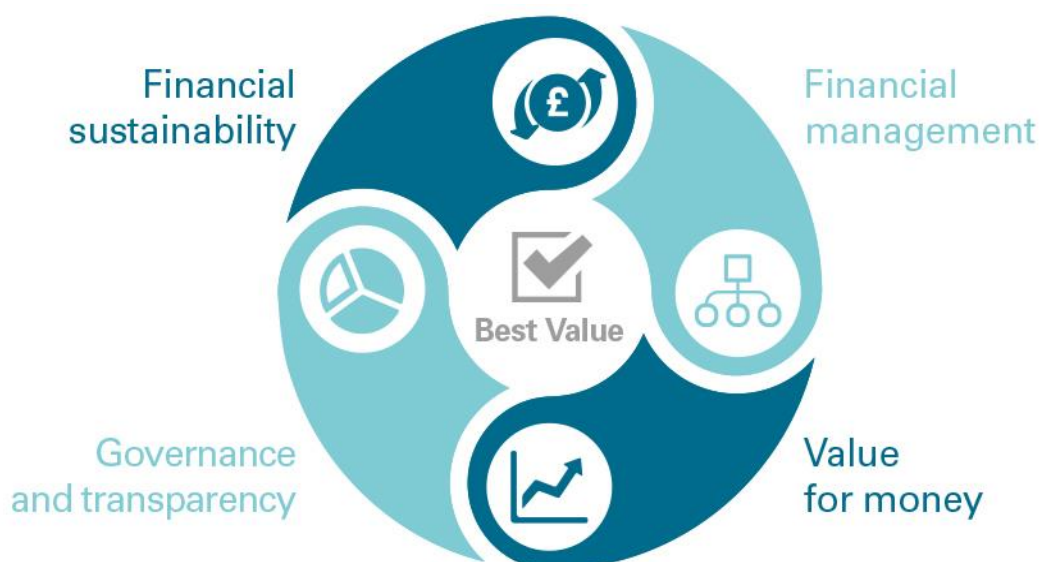 Financial
sustainability
Financial
management
£
Best Value
Governance
and transparency
Value
for money